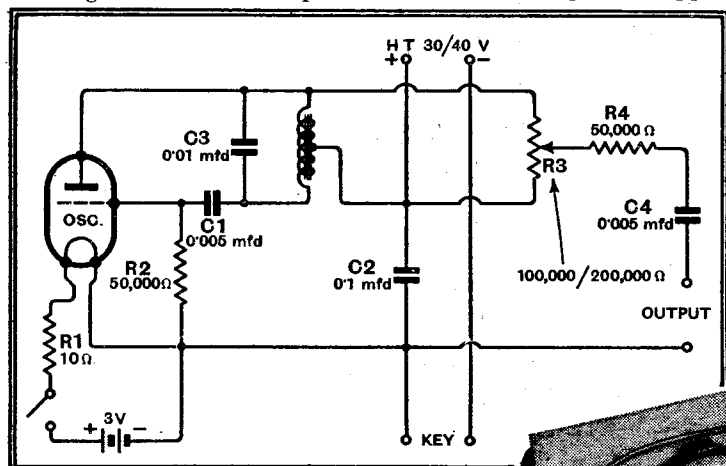 H T 30/40 V
+ -
R4
50,000 Ω
C3
0·01 mfd
R3
OSC.
C1
0·005 mfd
C4
0·005 mfd
R2
50,000Ω
C2
0·1 mfd
100,000/200,000 Ω
OUTPUT
R1
10Ω
3V
+ -
KEY